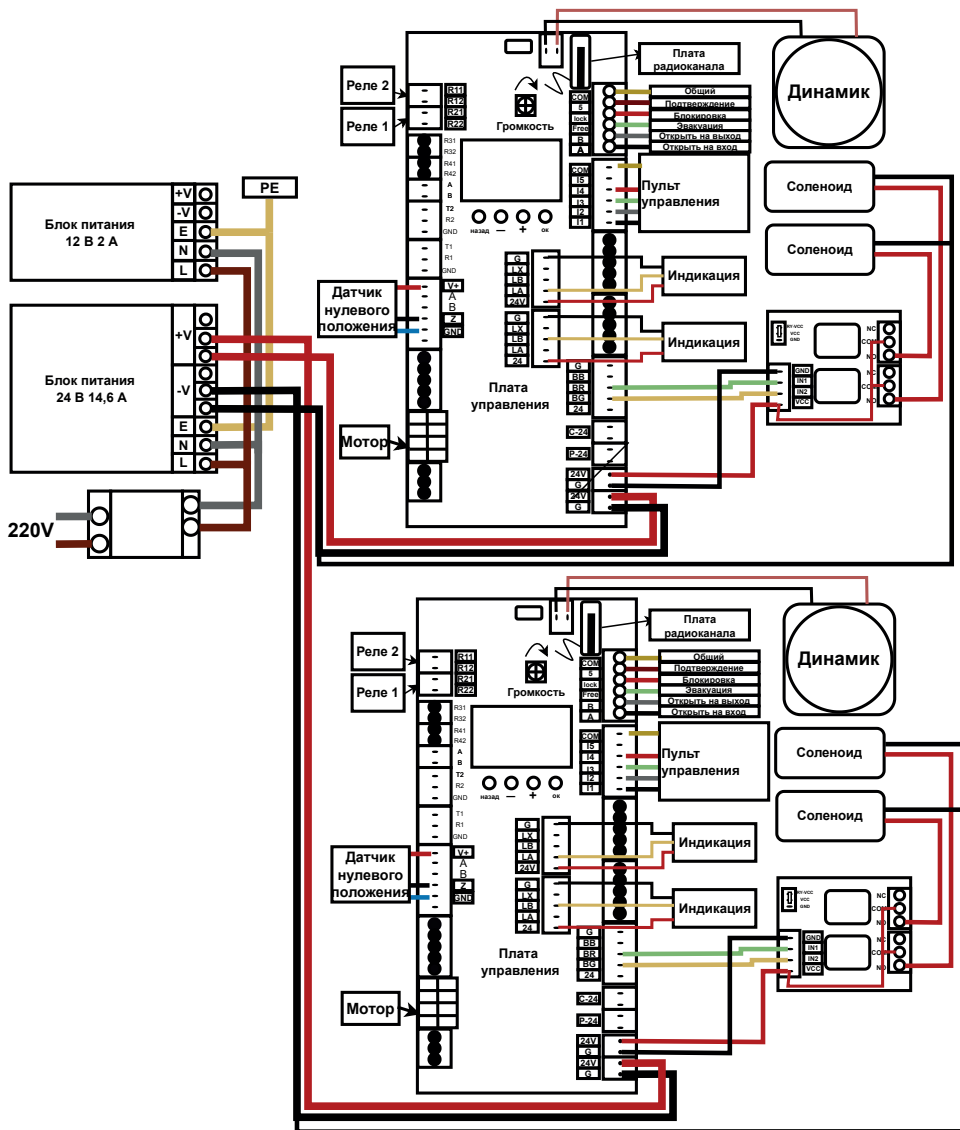 Блок питания
12 В 2 А
+V
-V
E
N
L
PE
Блок питания
24 В 14,6 А
+V
-V
E
N
L
220V
Реле 2
Реле 1
R11
R12
R21
R22
R31
R32
R41
R42
A
B
T2
R2
GND
T1
R1
GND
Датчик
нулевого
положения
V+
A
B
Z
GND
Мотор
Громкость
назад
—
+
ок
Плата
управления
G
LX
LB
LA
24V
G
LX
LB
LA
24
Плата
радиоканала
COM
5
lock
Free
B
A
Общий
Подтверждение
Блокировка
Эвакуация
Открыть на выход
Открыть на вход
COM
I5
I4
I3
I2
I1
Пульт
управления
Индикация
Индикация
G
BB
BR
BG
24
C-24
P-24
24V
G
24V
G
Динамик
Соленоид
Соленоид
RY-VCC
VCC
GND
GND
IN1
IN2
VCC
NC
COM
NO
NC
COM
NO
Реле 2
Реле 1
R11
R12
R21
R22
R31
R32
R41
R42
A
B
T2
R2
GND
T1
R1
GND
Датчик
нулевого
положения
V+
A
B
Z
GND
Мотор
Громкость
назад
—
+
ок
Плата
управления
G
LX
LB
LA
24V
G
LX
LB
LA
24
Плата
радиоканала
COM
5
lock
Free
B
A
Общий
Подтверждение
Блокировка
Эвакуация
Открыть на выход
Открыть на вход
COM
I5
I4
I3
I2
I1
Пульт
управления
Индикация
Индикация
G
BB
BR
BG
24
C-24
P-24
24V
G
24V
G
Динамик
Соленоид
Соленоид
RY-VCC
VCC
GND
GND
IN1
IN2
VCC
NC
COM
NO
NC
COM
NO